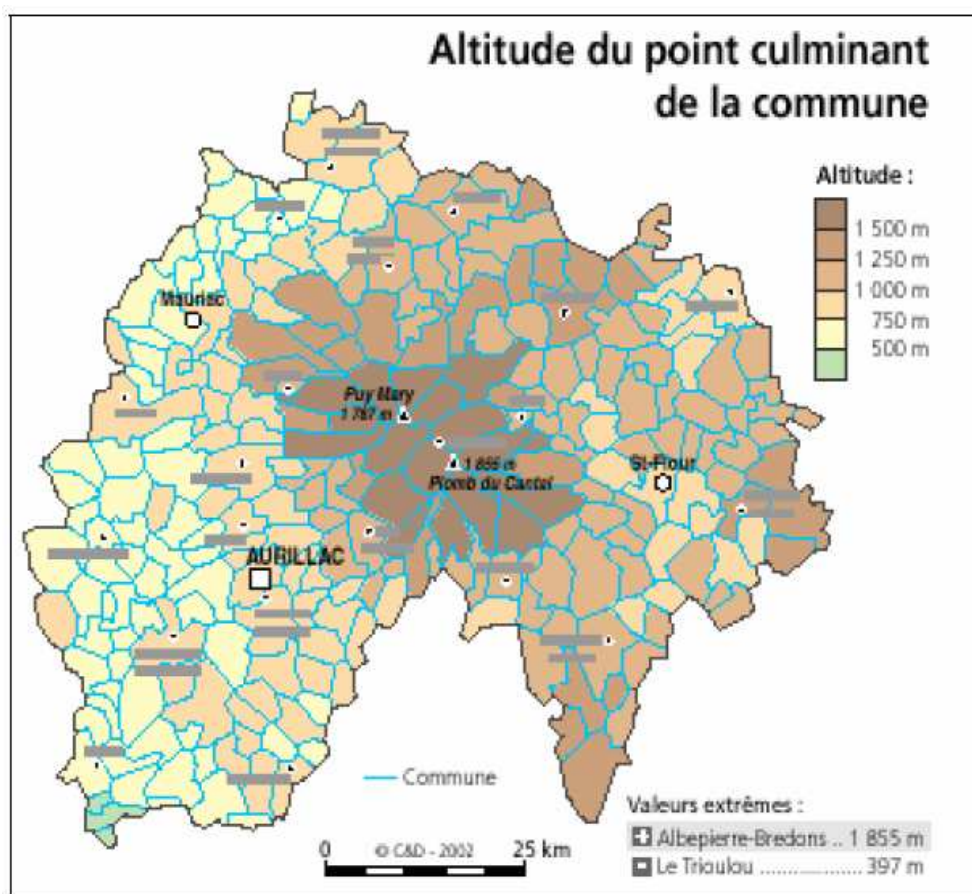 Altitude du point culminant
de la commune
Altitude :
1 500 m
1 250 m
1 000 m
750 m
500 m
Mauriac
Puy Mary
1 787 m
1 855 m
Plomb du Cantal
St-Flour
AURILLAC
Commune
0 © C&D - 2002 25 km
Valeurs extrêmes :
Albepierre-Bredons .. 1 855 m
Le Trioulou ................... 397 m